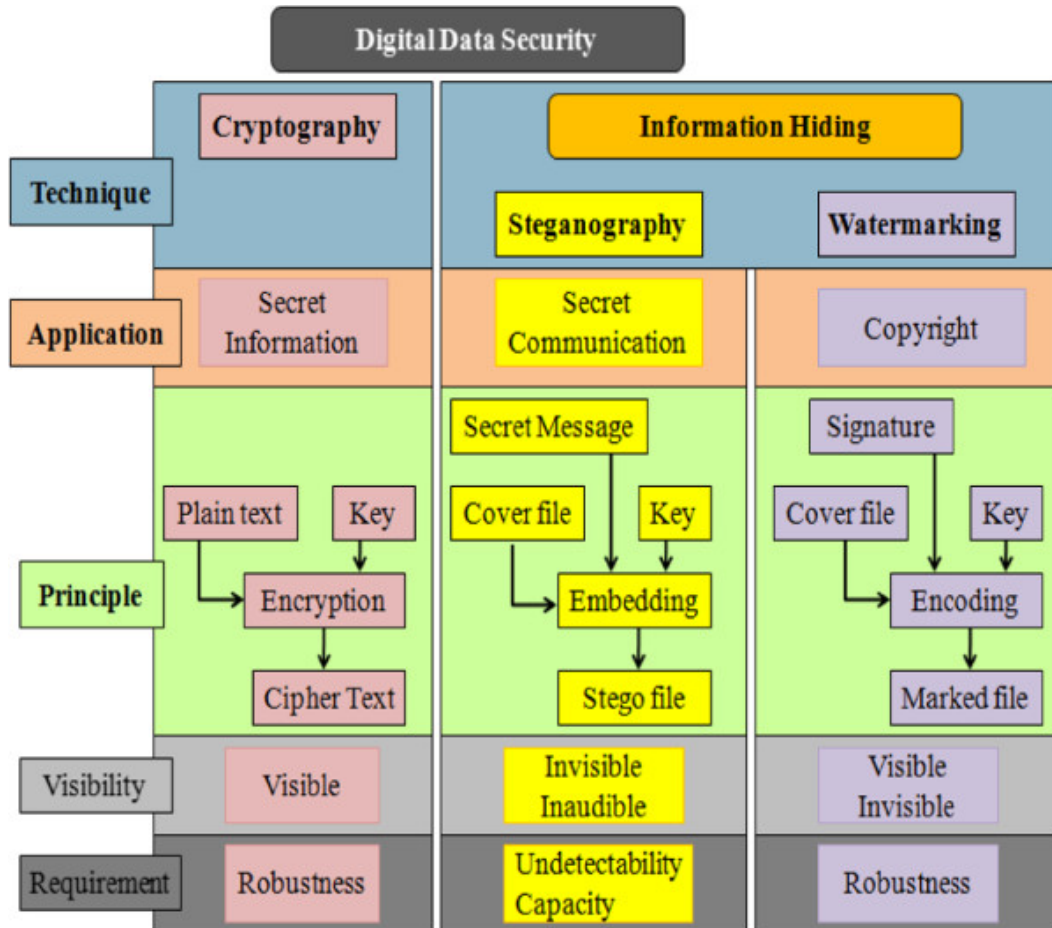 Digital Data Security
Cryptography
Information Hiding
Technique
Steganography
Watermarking
Application
Secret
Information
Secret
Communication
Copyright
Secret Message
Signature
Plain text
Key
Cover file
Key
Cover file
Key
Principle
Encryption
Embedding
Encoding
Cipher Text
Stego file
Marked file
Visibility
Visible
Invisible
Inaudible
Visible
Invisible
Requirement
Robustness
Undetectability
Capacity
Robustness